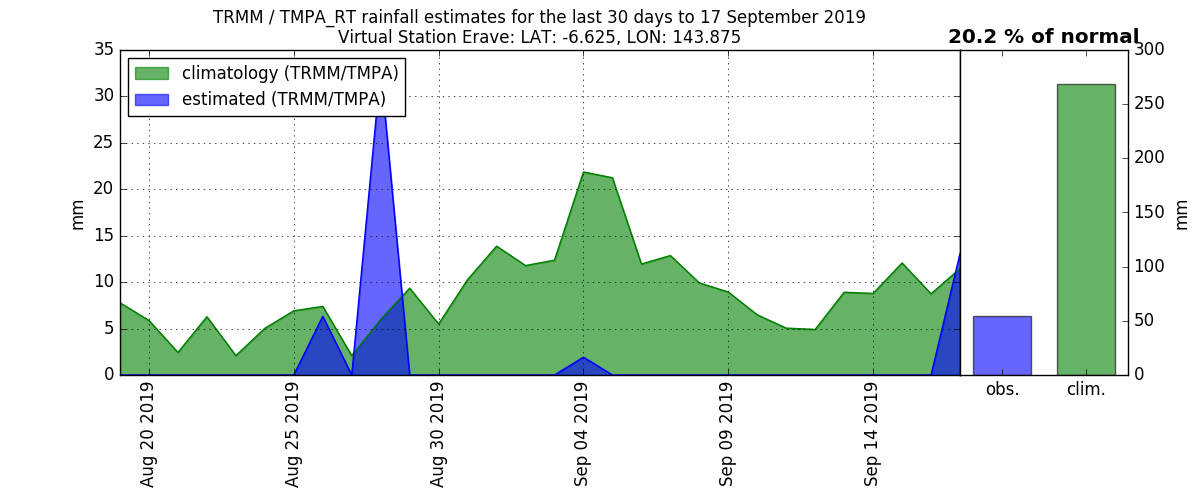 TRMM / TMPA_RT rainfall estimates for the last 30 days to 17 September 2019
Virtual Station Erave: LAT: -6.625, LON: 143.875
20.2 % of normal
climatology (TRMM/TMPA)
estimated (TRMM/TMPA)
35
30
25
20
15
10
5
0
mm
Aug 20 2019
Aug 25 2019
Aug 30 2019
Sep 04 2019
Sep 09 2019
Sep 14 2019
300
250
200
150
100
50
0
mm
obs.
clim.